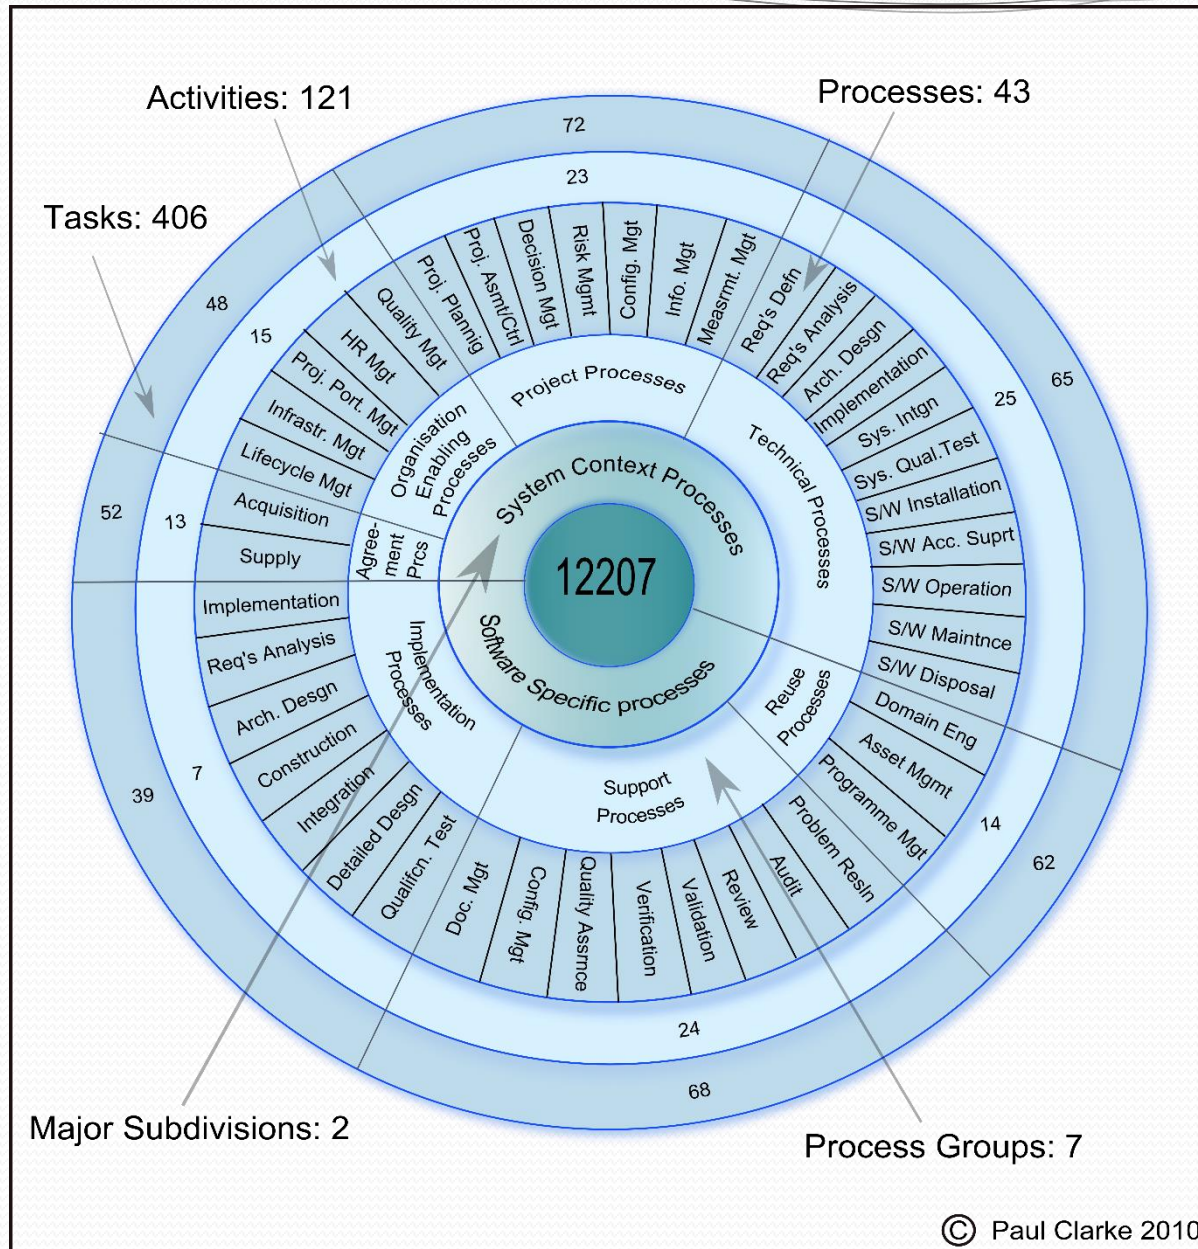 Activities: 121
Processes: 43
Tasks: 406
72
65
62
68
39
52
48
23
25
14
24
7
13
15
Proj. Plannig
Proj. Asmt/Ctrl
Decision Mgt
Risk Mgmt
Config. Mgt
Info. Mgt
Measrmt. Mgt
Req's Defn
Req's Analysis
Arch. Desgn
Implementation
Sys. Intgn
Sys. Qual.Test
S/W Installation
S/W Acc. Suprt
S/W Operation
S/W Maintnce
S/W Disposal
Domain Eng
Asset Mgmt
Programme Mgt
Problem Resln
Audit
Review
Validation
Verification
Quality Assrnce
Config. Mgt
Doc. Mgt
Qualifcn. Test
Detailed Desgn
Integration
Construction
Arch. Desgn
Req's Analysis
Implementation
Supply
Acquisition
Lifecycle Mgt
Infrastr. Mgt
Proj. Port. Mgt
HR Mgt
Quality Mgt
Project Processes
Technical Processes
Reuse
Processes
Support
Processes
Implementation
Processes
Agree-
ment
Prcs
Organisation
Enabling
Processes
System Context Processes
12207
Software Specific processes
Major Subdivisions: 2
Process Groups: 7
© Paul Clarke 2010